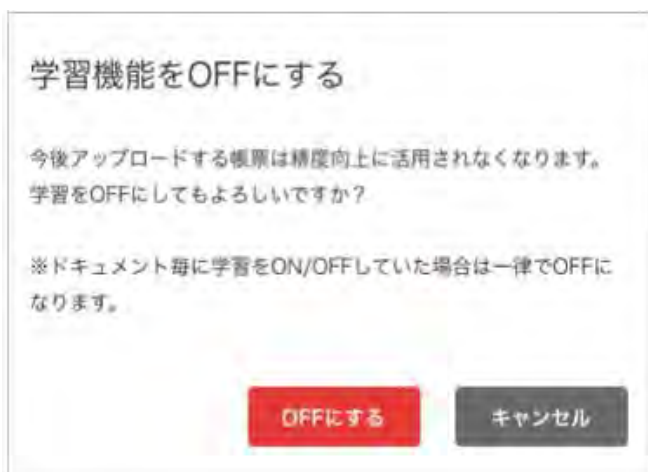 学習機能をOFFにする
今後アップロードする帳票は精度向上に活用されなくなります。
学習をOFFにしてもよろしいですか？
※ドキュメント毎に学習をON/OFFしていた場合は一律でOFFに
なります。
OFFにする
キャンセル